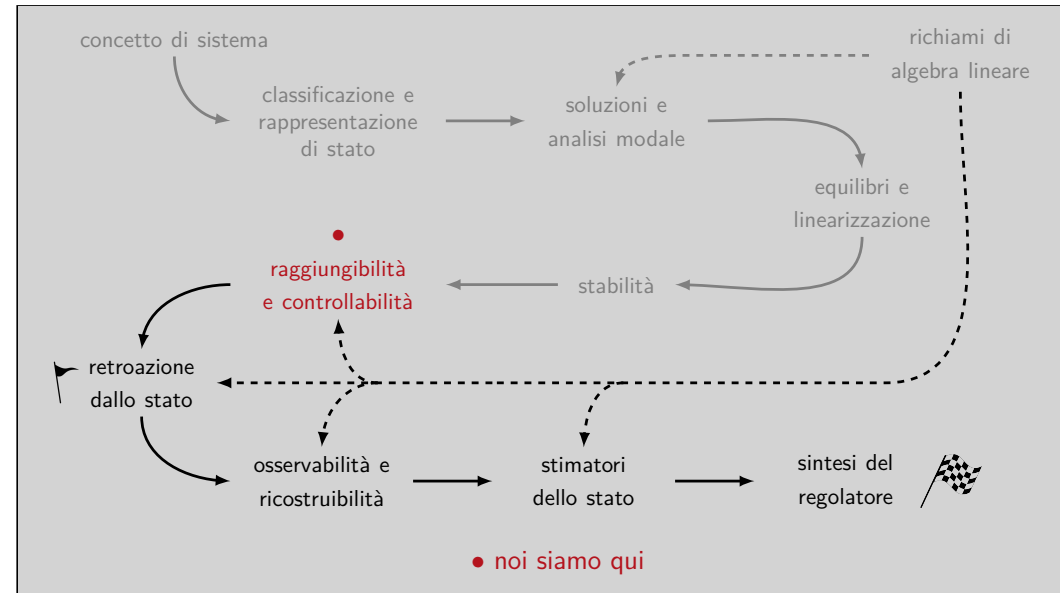 concetto di sistema
richiami di
algebra lineare
classificazione e
rappresentazione
di stato
soluzioni e
analisi modale
equilibri e
linearizzazione
raggiungibilità
e controllabilità
stabilità
retroazione
dallo stato
osservabilità e
ricostruibilità
stimatori
dello stato
sintesi del
regolatore
noi siamo qui